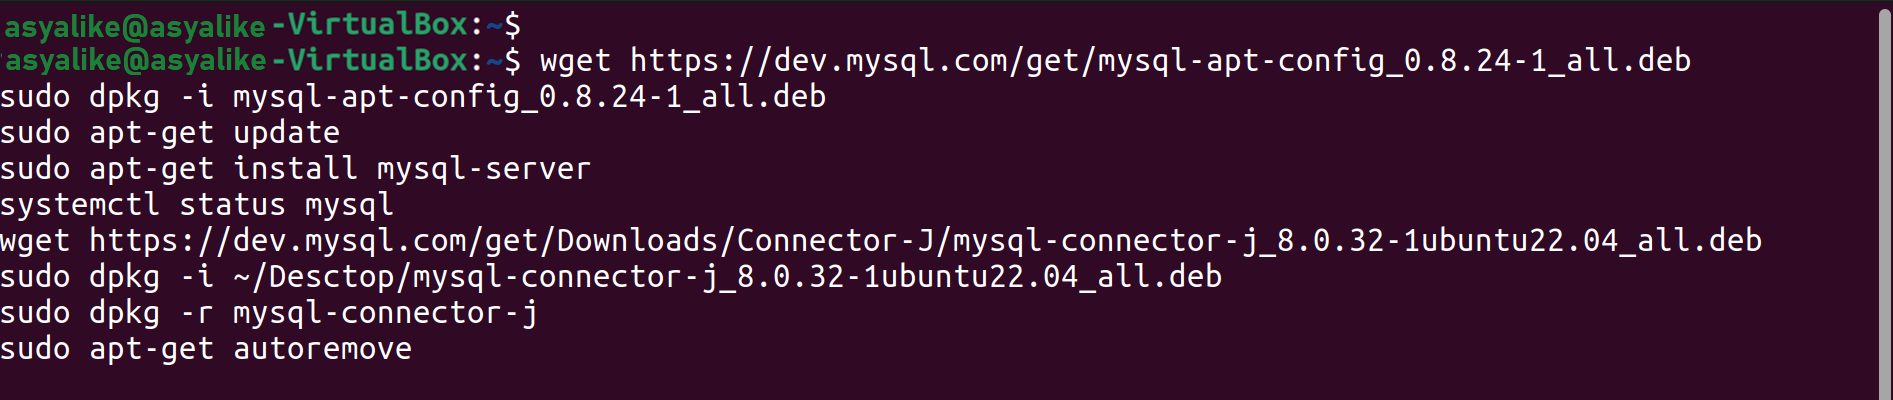 asyalike@asyalike-VirtualBox:~$
asyalike@asyalike-VirtualBox:~$ wget https://dev.mysql.com/get/mysql-apt-config_0.8.24-1_all.deb
sudo dpkg -i mysql-apt-config_0.8.24-1_all.deb
sudo apt-get update
sudo apt-get install mysql-server
systemctl status mysql
wget https://dev.mysql.com/get/Downloads/Connector-J/mysql-connector-j_8.0.32-1ubuntu22.04_all.deb
sudo dpkg -i ~/Desctop/mysql-connector-j_8.0.32-1ubuntu22.04_all.deb
sudo dpkg -r mysql-connector-j
sudo apt-get autoremove